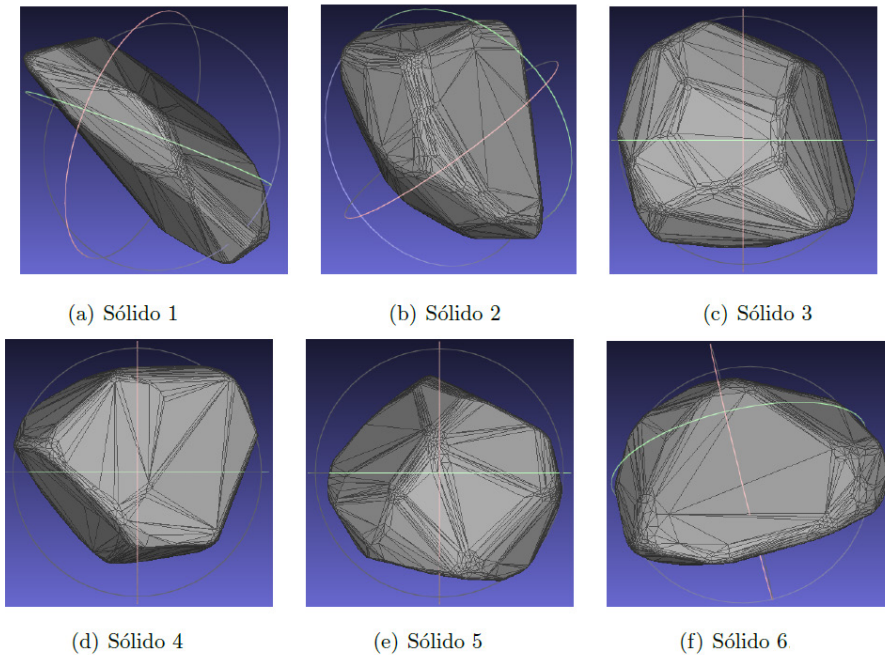 (a) Sólido 1
(b) Sólido 2
(c) Sólido 3
(d) Sólido 4
(e) Sólido 5
(f) Sólido 6